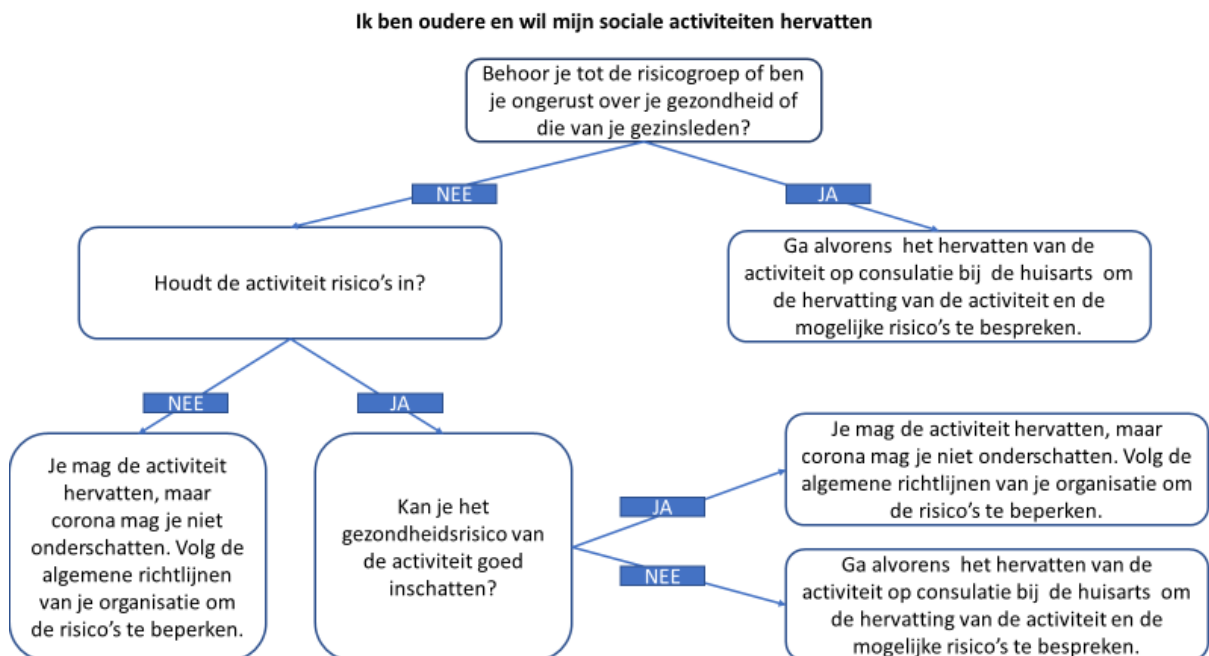 Ik ben oudere en wil mijn sociale activiteiten hervatten
Behoor je tot de risicogroep of ben
je ongerust over je gezondheid of
die van je gezinsleden?
NEE
JA
Houdt de activiteit risico's in?
Ga alvorens  het hervatten van de
activiteit op consulatie bij  de huisarts  om
de hervatting van de activiteit en de
mogelijke risico's te bespreken.
NEE
JA
Je mag de activiteit
hervatten, maar
corona mag je niet
onderschatten. Volg de
algemene richtlijnen
van je organisatie om
de risico's te beperken.
Kan je het
gezondheidsrisico van
de activiteit goed
inschatten?
JA
NEE
Je mag de activiteit hervatten, maar
corona mag je niet onderschatten. Volg de
algemene richtlijnen van je organisatie om
de risico's te beperken.
Ga alvorens  het hervatten van de
activiteit op consulatie bij  de huisarts  om
de hervatting van de activiteit en de
mogelijke risico's te bespreken.